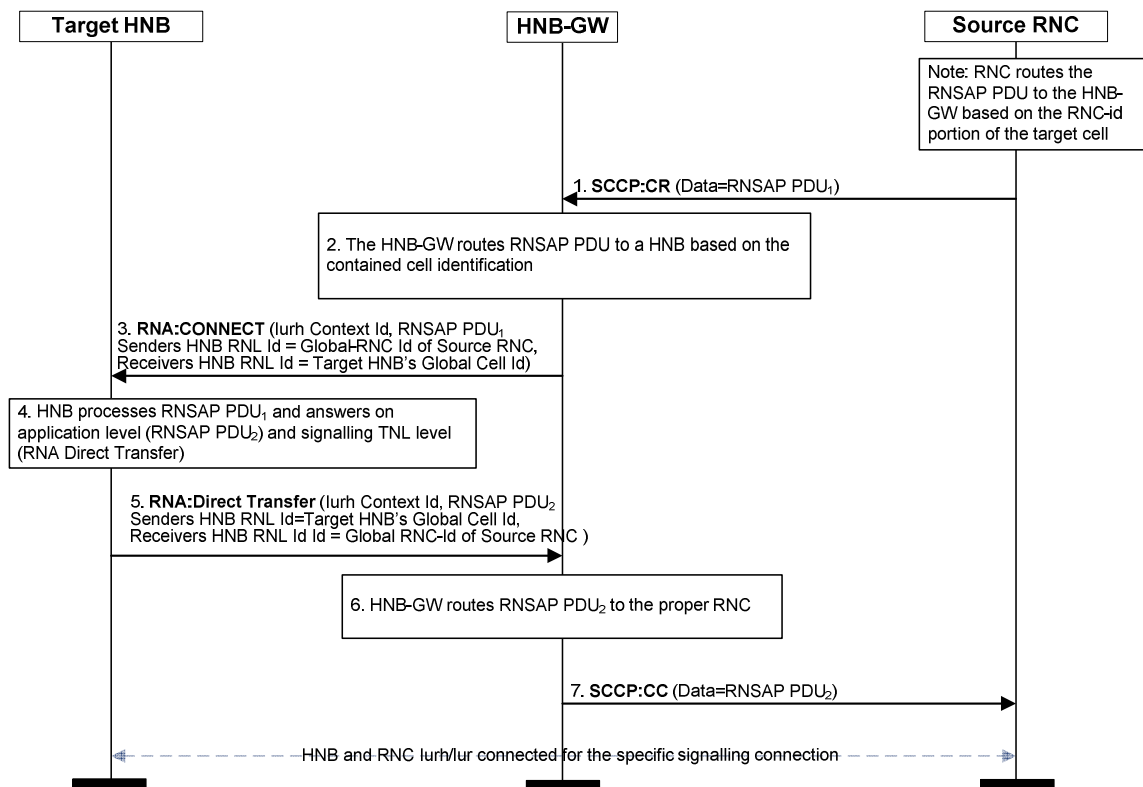 Target HNB
HNB-GW
Source RNC
Note: RNC routes the
RNSAP PDU to the HNB-
GW based on the RNC-id
portion of the target cell
1. SCCP:CR (Data=RNSAP PDU₁)
2. The HNB-GW routes RNSAP PDU to a HNB based on the
contained cell identification
3. RNA:CONNECT (Iurh Context Id, RNSAP PDU₁
Senders HNB RNL Id = Global-RNC Id of Source RNC,
Receivers HNB RNL Id = Target HNB's Global Cell Id)
4. HNB processes RNSAP PDU₁ and answers on
application level (RNSAP PDU₂) and signalling TNL level
(RNA Direct Transfer)
5. RNA:Direct Transfer (Iurh Context Id, RNSAP PDU₂
Senders HNB RNL Id=Target HNB's Global Cell Id,
Receivers HNB RNL Id Id = Global RNC-Id of Source RNC )
6. HNB-GW routes RNSAP PDU₂ to the proper RNC
7. SCCP:CC (Data=RNSAP PDU₂)
HNB and RNC Iurh/Iur connected for the specific signalling connection